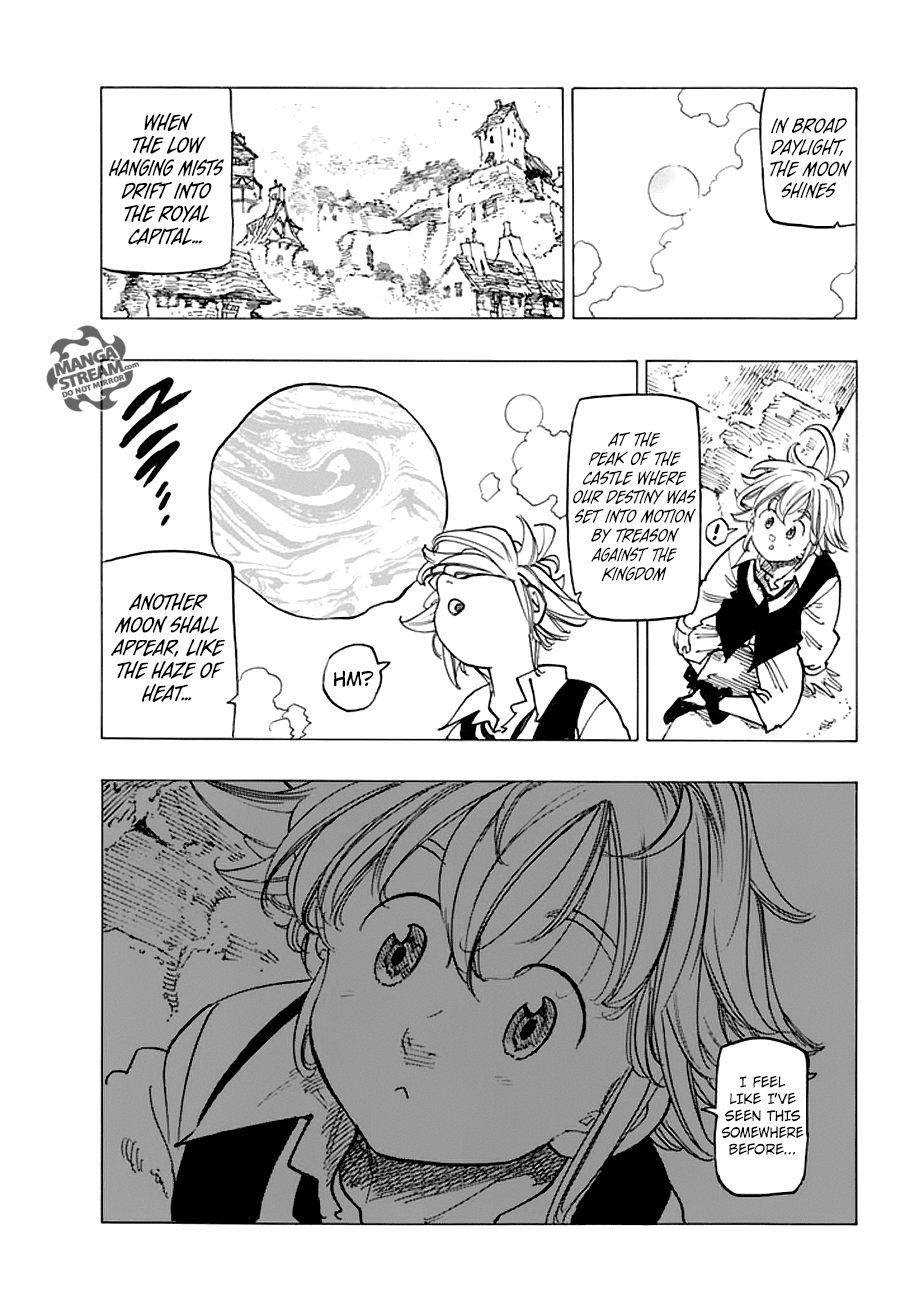 IN BROAD
DAYLIGHT,
THE MOON
SHINES
WHEN
THE LOW
HANGING MISTS
DRIFT INTO
THE ROYAL
CAPITAL...
!
AT THE
PEAK OF THE
CASTLE WHERE
OUR DESTINY WAS
SET INTO MOTION
BY TREASON
AGAINST THE
KINGDOM
HM?
ANOTHER
MOON SHALL
APPEAR, LIKE
THE HAZE OF
HEAT...
MANGA
STREAM.com
DO NOT MIRROR
I FEEL
LIKE I'VE
SEEN THIS
SOMEWHERE
BEFORE...